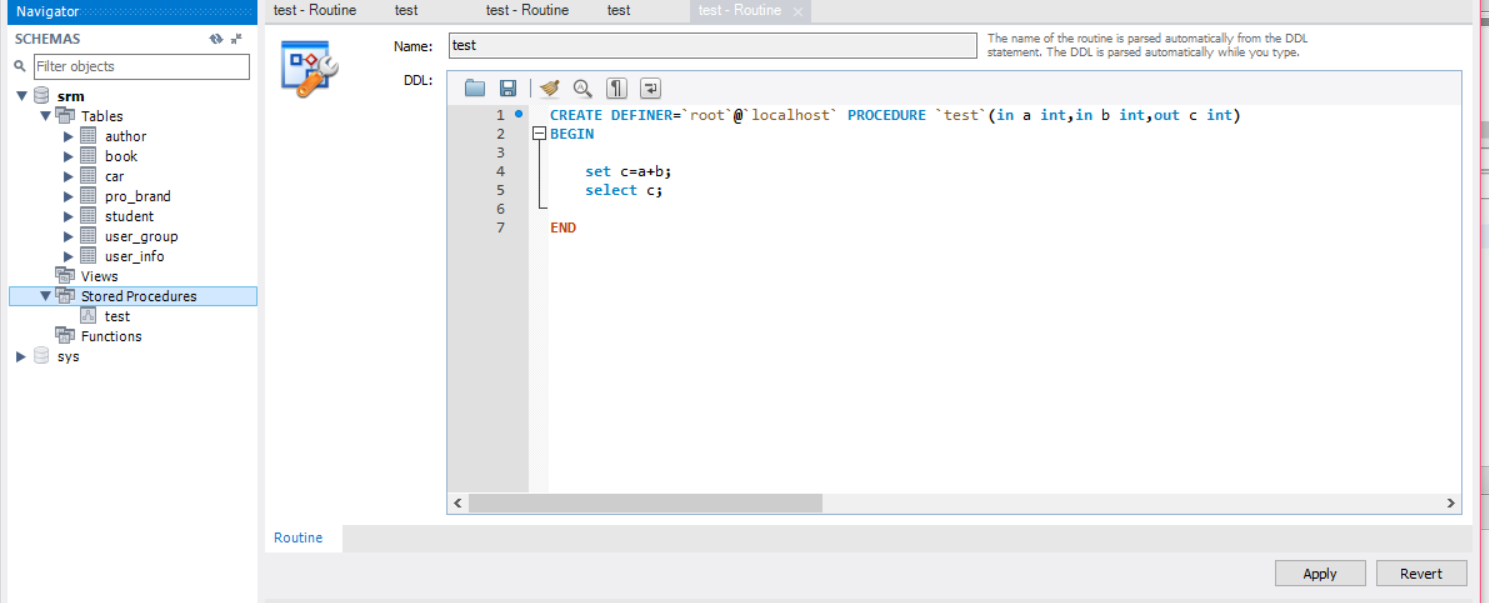 Navigator
SCHEMAS
Filter objects
srm
Tables
author
book
car
pro_brand
student
user_group
user_info
Views
Stored Procedures
test
Functions
sys
test - Routine test test - Routine test test - Routine ×
Name: test
The name of the routine is parsed automatically from the DDL
statement. The DDL is parsed automatically while you type.
DDL:
1 CREATE DEFINER=`root`@`localhost` PROCEDURE `test`(in a int,in b int,out c int)
2 BEGIN
3
4 set c=a+b;
5 select c;
6
7 END
Routine
Apply Revert